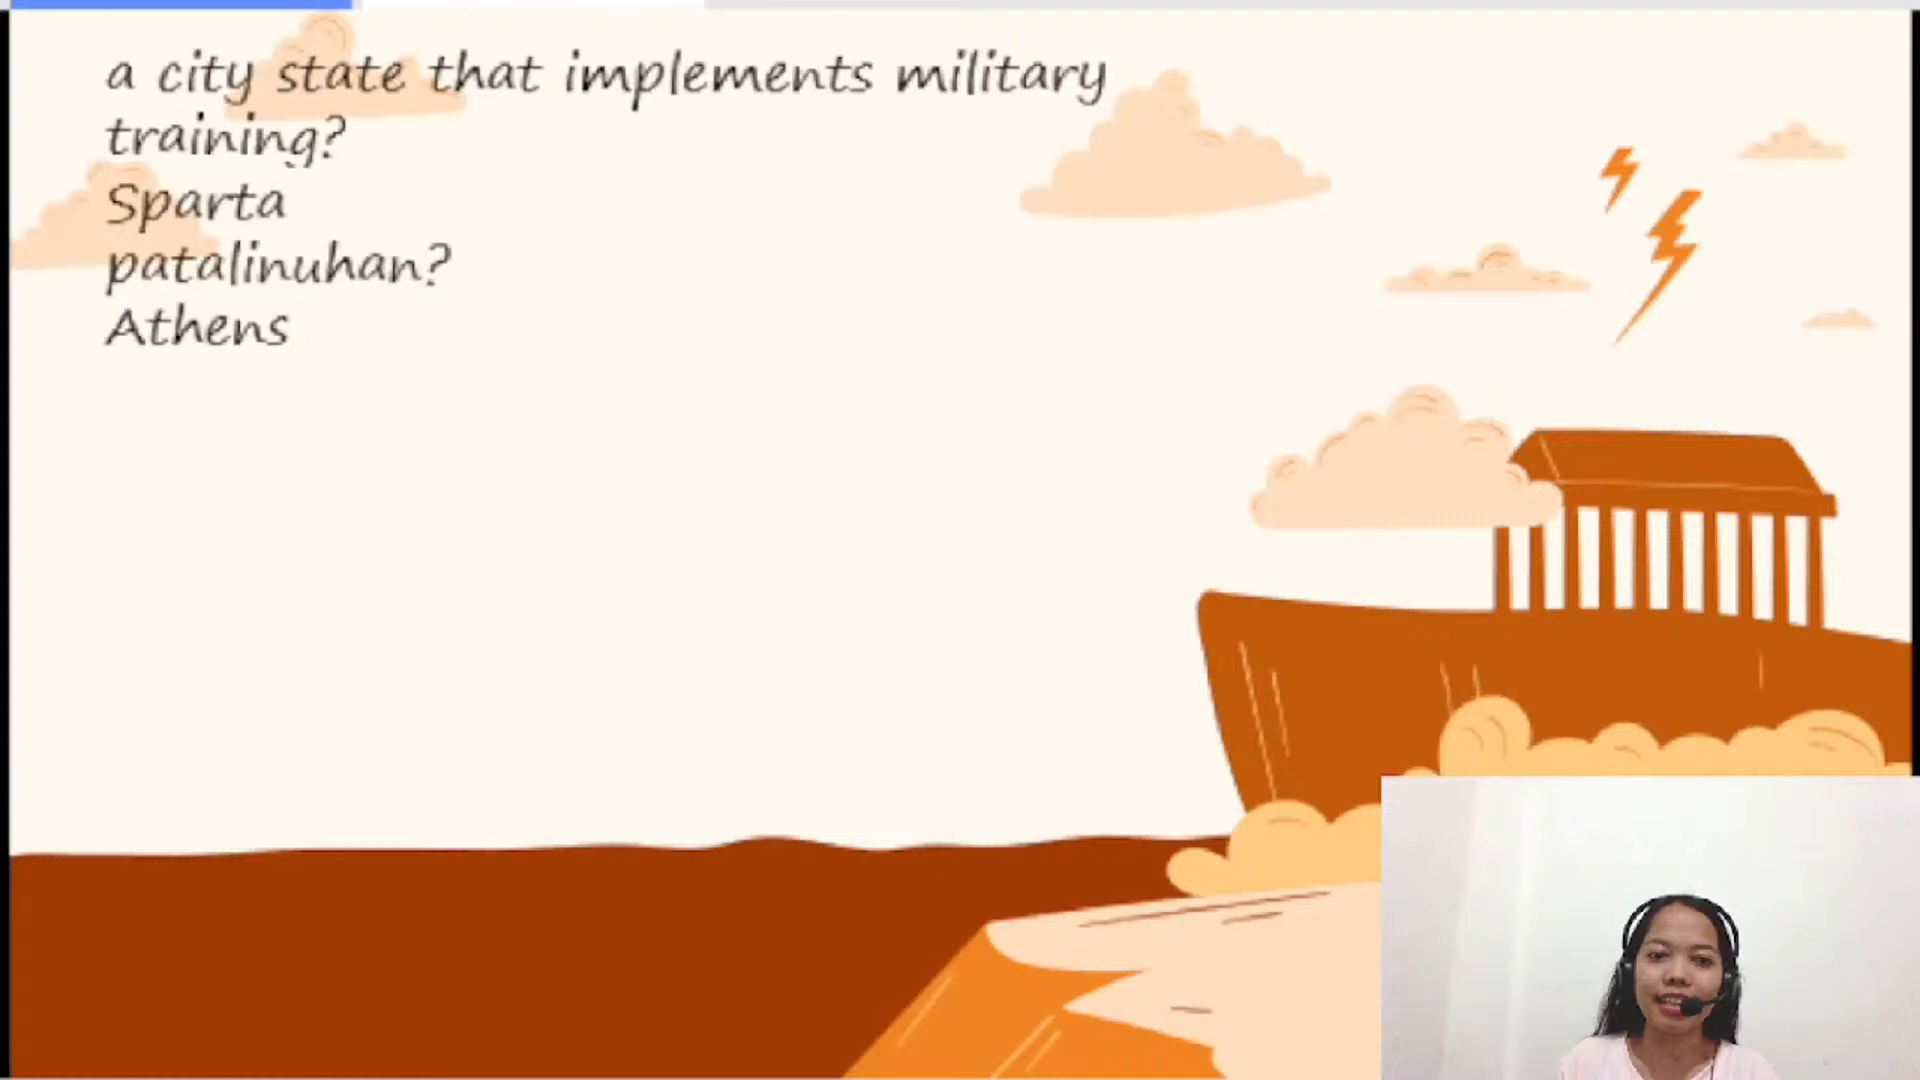 a city state that implements military
training?
Sparta
patalinuhan?
Athens